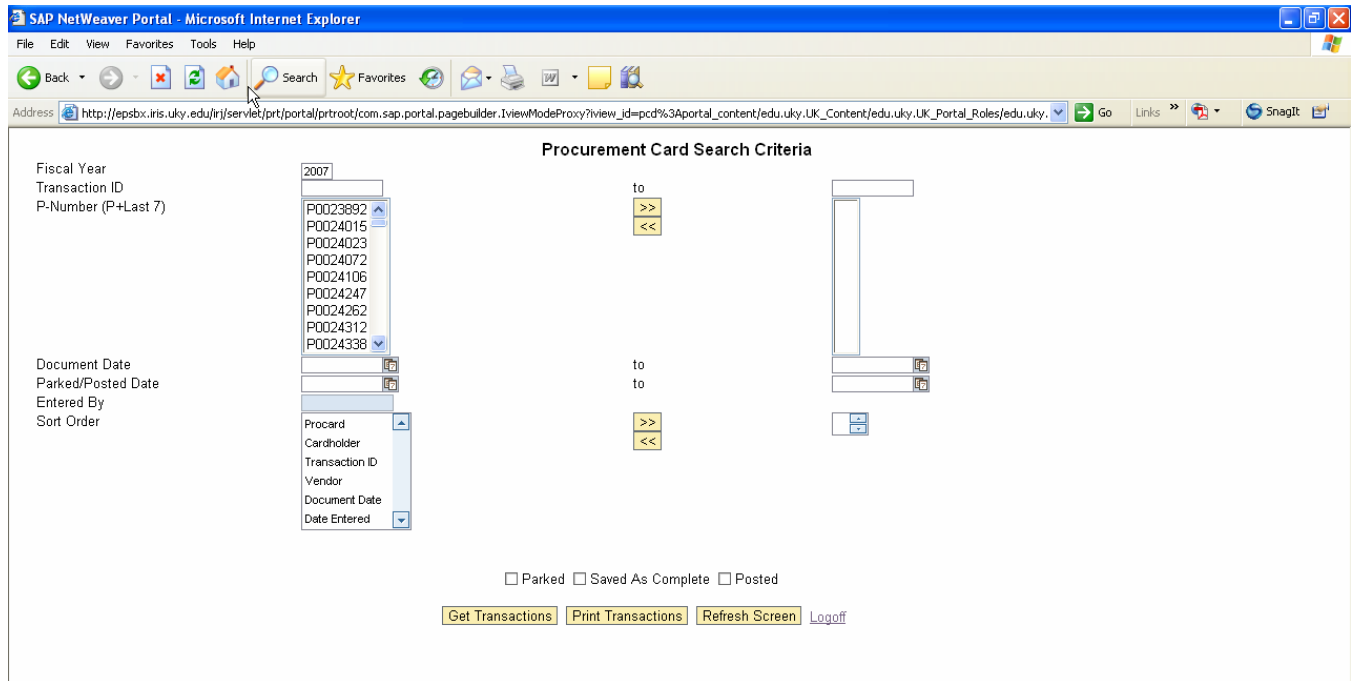 SAP NetWeaver Portal - Microsoft Internet Explorer
File Edit View Favorites Tools Help
Back Search Favorites
Address http://epsbx.iris.uky.edu/irj/servlet/prt/portal/prtroot/com.sap.portal.pagebuilder.IviewModeProxy?iview_id=pcd%3Aportal_content/edu.uky.UK_Content/edu.uky.UK_Portal_Roles/edu.uky. Go Links » SnagIt
Procurement Card Search Criteria
Fiscal Year 2007
Transaction ID to
P-Number (P+Last 7) P0023892 >>
P0024015 <<
P0024023
P0024072
P0024106
P0024247
P0024262
P0024312
P0024338
Document Date to
Parked/Posted Date to
Entered By
Sort Order Procard >>
Cardholder <<
Transaction ID
Vendor
Document Date
Date Entered
Parked Saved As Complete Posted
Get Transactions Print Transactions Refresh Screen Logoff